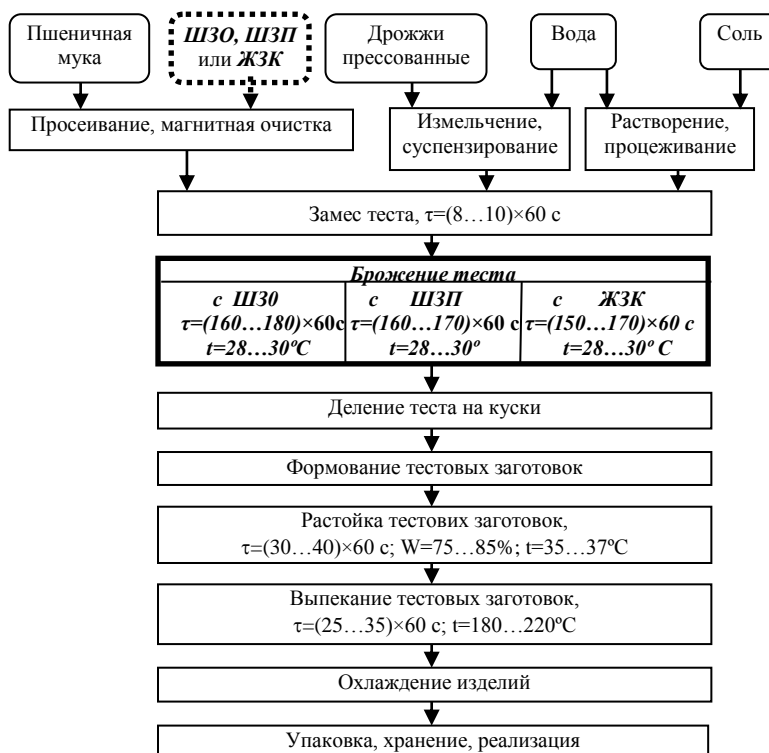 Пшеничная
мука
ШЗО, ШЗП
или ЖЗК
Дрожжи
прессованные
Вода
Соль
Просеивание, магнитная очистка
Измельчение,
суспензирование
Растворение,
процеживание
Замес теста, τ=(8…10)×60 с
Брожение теста
с ШЗ0
τ=(160…180)×60с
t=28…30ºС
с ШЗП
τ=(160…170)×60 с
t=28…30º
с ЖЗК
τ=(150…170)×60 с
t=28…30º С
Деление теста на куски
Формование тестовых заготовок
Растойка тестових заготовок,
τ=(30…40)×60 с; W=75…85%; t=35…37ºС
Выпекание тестовых заготовок,
τ=(25…35)×60 с; t=180…220ºС
Охлаждение изделий
Упаковка, хранение, реализация